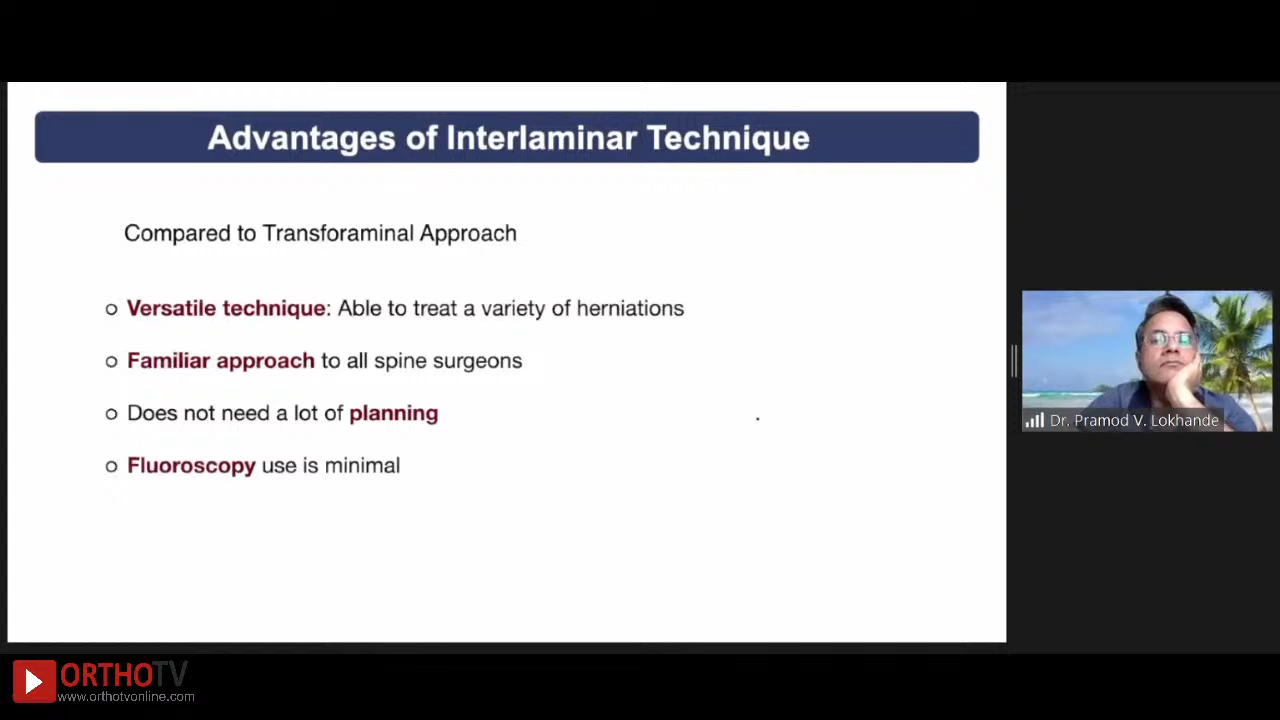 Advantages of Interlaminar Technique
Compared to Transforaminal Approach
Versatile technique: Able to treat a variety of herniations
Familiar approach to all spine surgeons
Does not need a lot of planning
Fluoroscopy use is minimal
Dr. Pramod V. Lokhande
ORTHOTV
www.orthotvonline.com